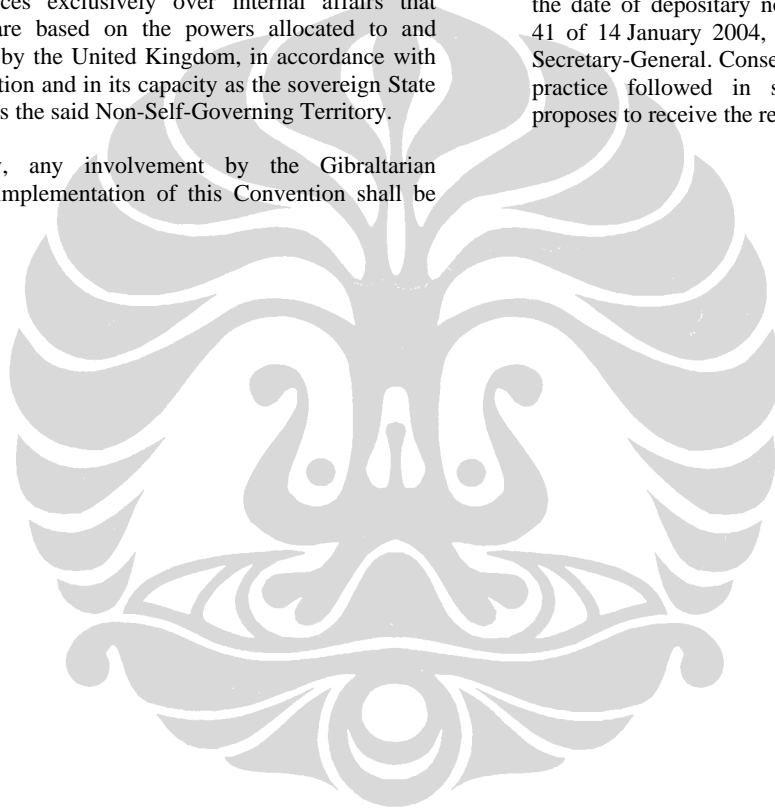 ces exclusively over internal affairs that
are based on the powers allocated to and
by the United Kingdom, in accordance with
tion and in its capacity as the sovereign State
s the said Non-Self-Governing Territory.
, any involvement by the Gibraltarian
implementation of this Convention shall be
the date of depositary no
41 of 14 January 2004,
Secretary-General. Conse
practice followed in s
proposes to receive the re